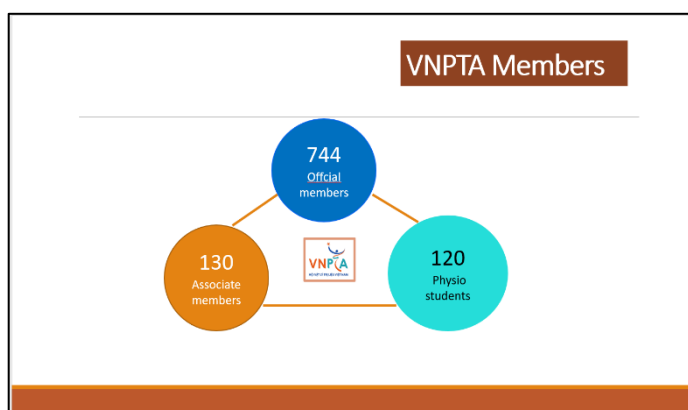 VNPTA Members
744
Offcial
members
130
Associate
members
VNPTA
120
Physio
students